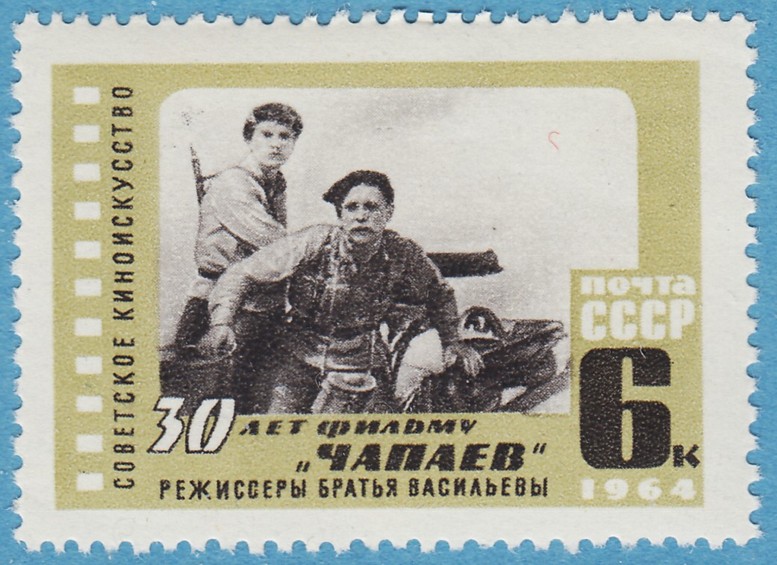 СОВЕТСКОЕ КИНОИСКУССТВО
ПОЧТА
СССР
6к
1964
30 ЛЕТ ФИЛЬМУ
„ЧАПАЕВ“
РЕЖИССЕРЫ БРАТЬЯ ВАСИЛЬЕВЫ